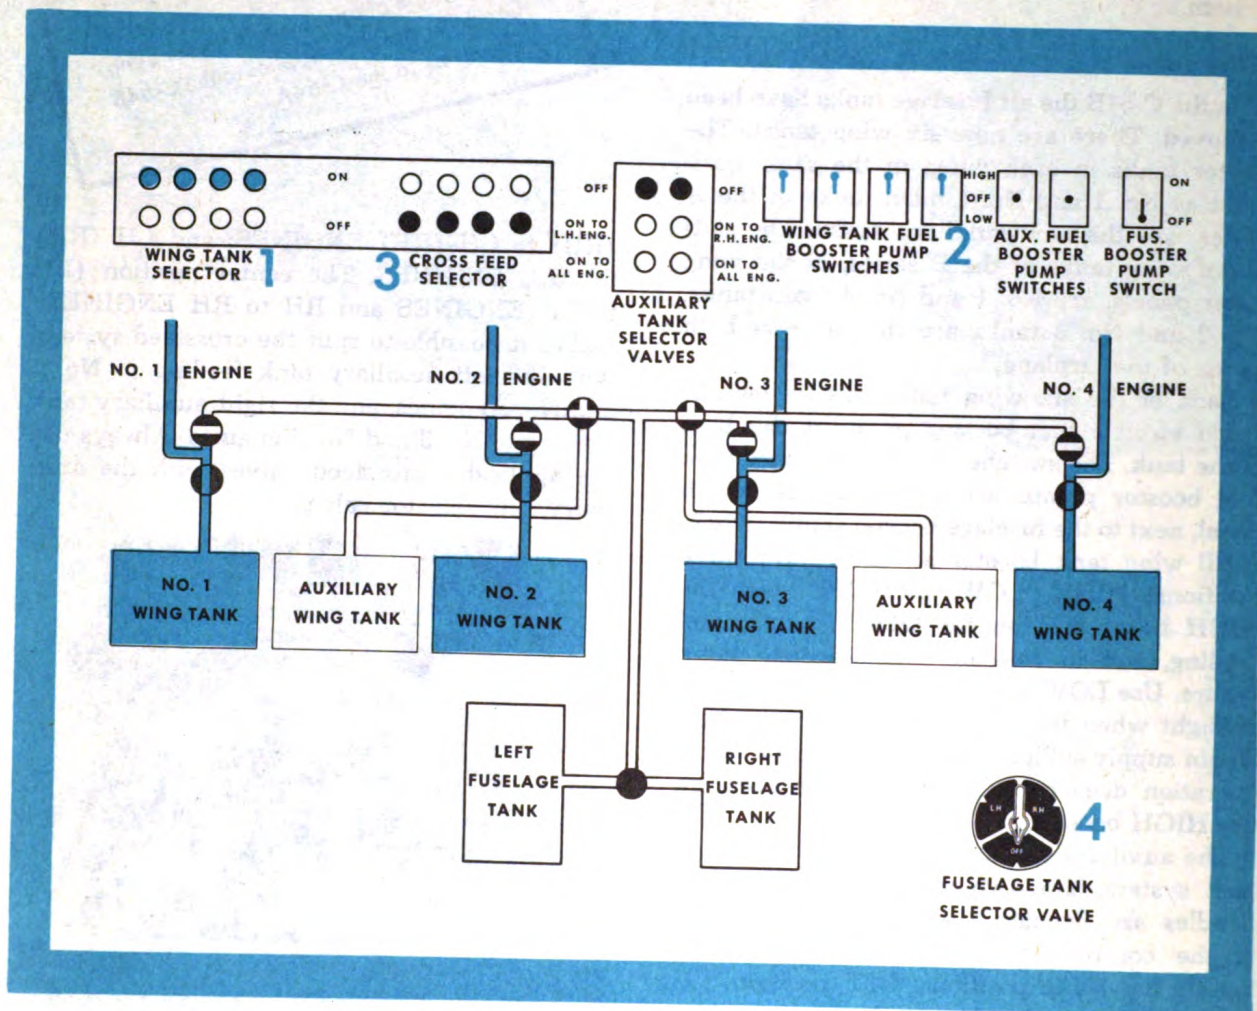 ON
OFF
WING TANK
SELECTOR
1
3
CROSS FEED
SELECTOR
OFF
OFF
ON TO
L.H. ENG.
ON TO
R.H. ENG.
ON TO
ALL ENG.
ON TO
ALL ENG.
AUXILIARY
TANK
SELECTOR
VALVES
HIGH
OFF
LOW
WING TANK FUEL
BOOSTER PUMP
SWITCHES
2
AUX. FUEL
BOOSTER
PUMP
SWITCHES
ON
OFF
FUS.
BOOSTER
PUMP
SWITCH
NO. 1 ENGINE
NO. 2 ENGINE
NO. 3 ENGINE
NO. 4 ENGINE
NO. 1
WING TANK
AUXILIARY
WING TANK
NO. 2
WING TANK
NO. 3
WING TANK
AUXILIARY
WING TANK
NO. 4
WING TANK
LEFT
FUSELAGE
TANK
RIGHT
FUSELAGE
TANK
L H
R H
OFF
4
FUSELAGE TANK
SELECTOR VALVE